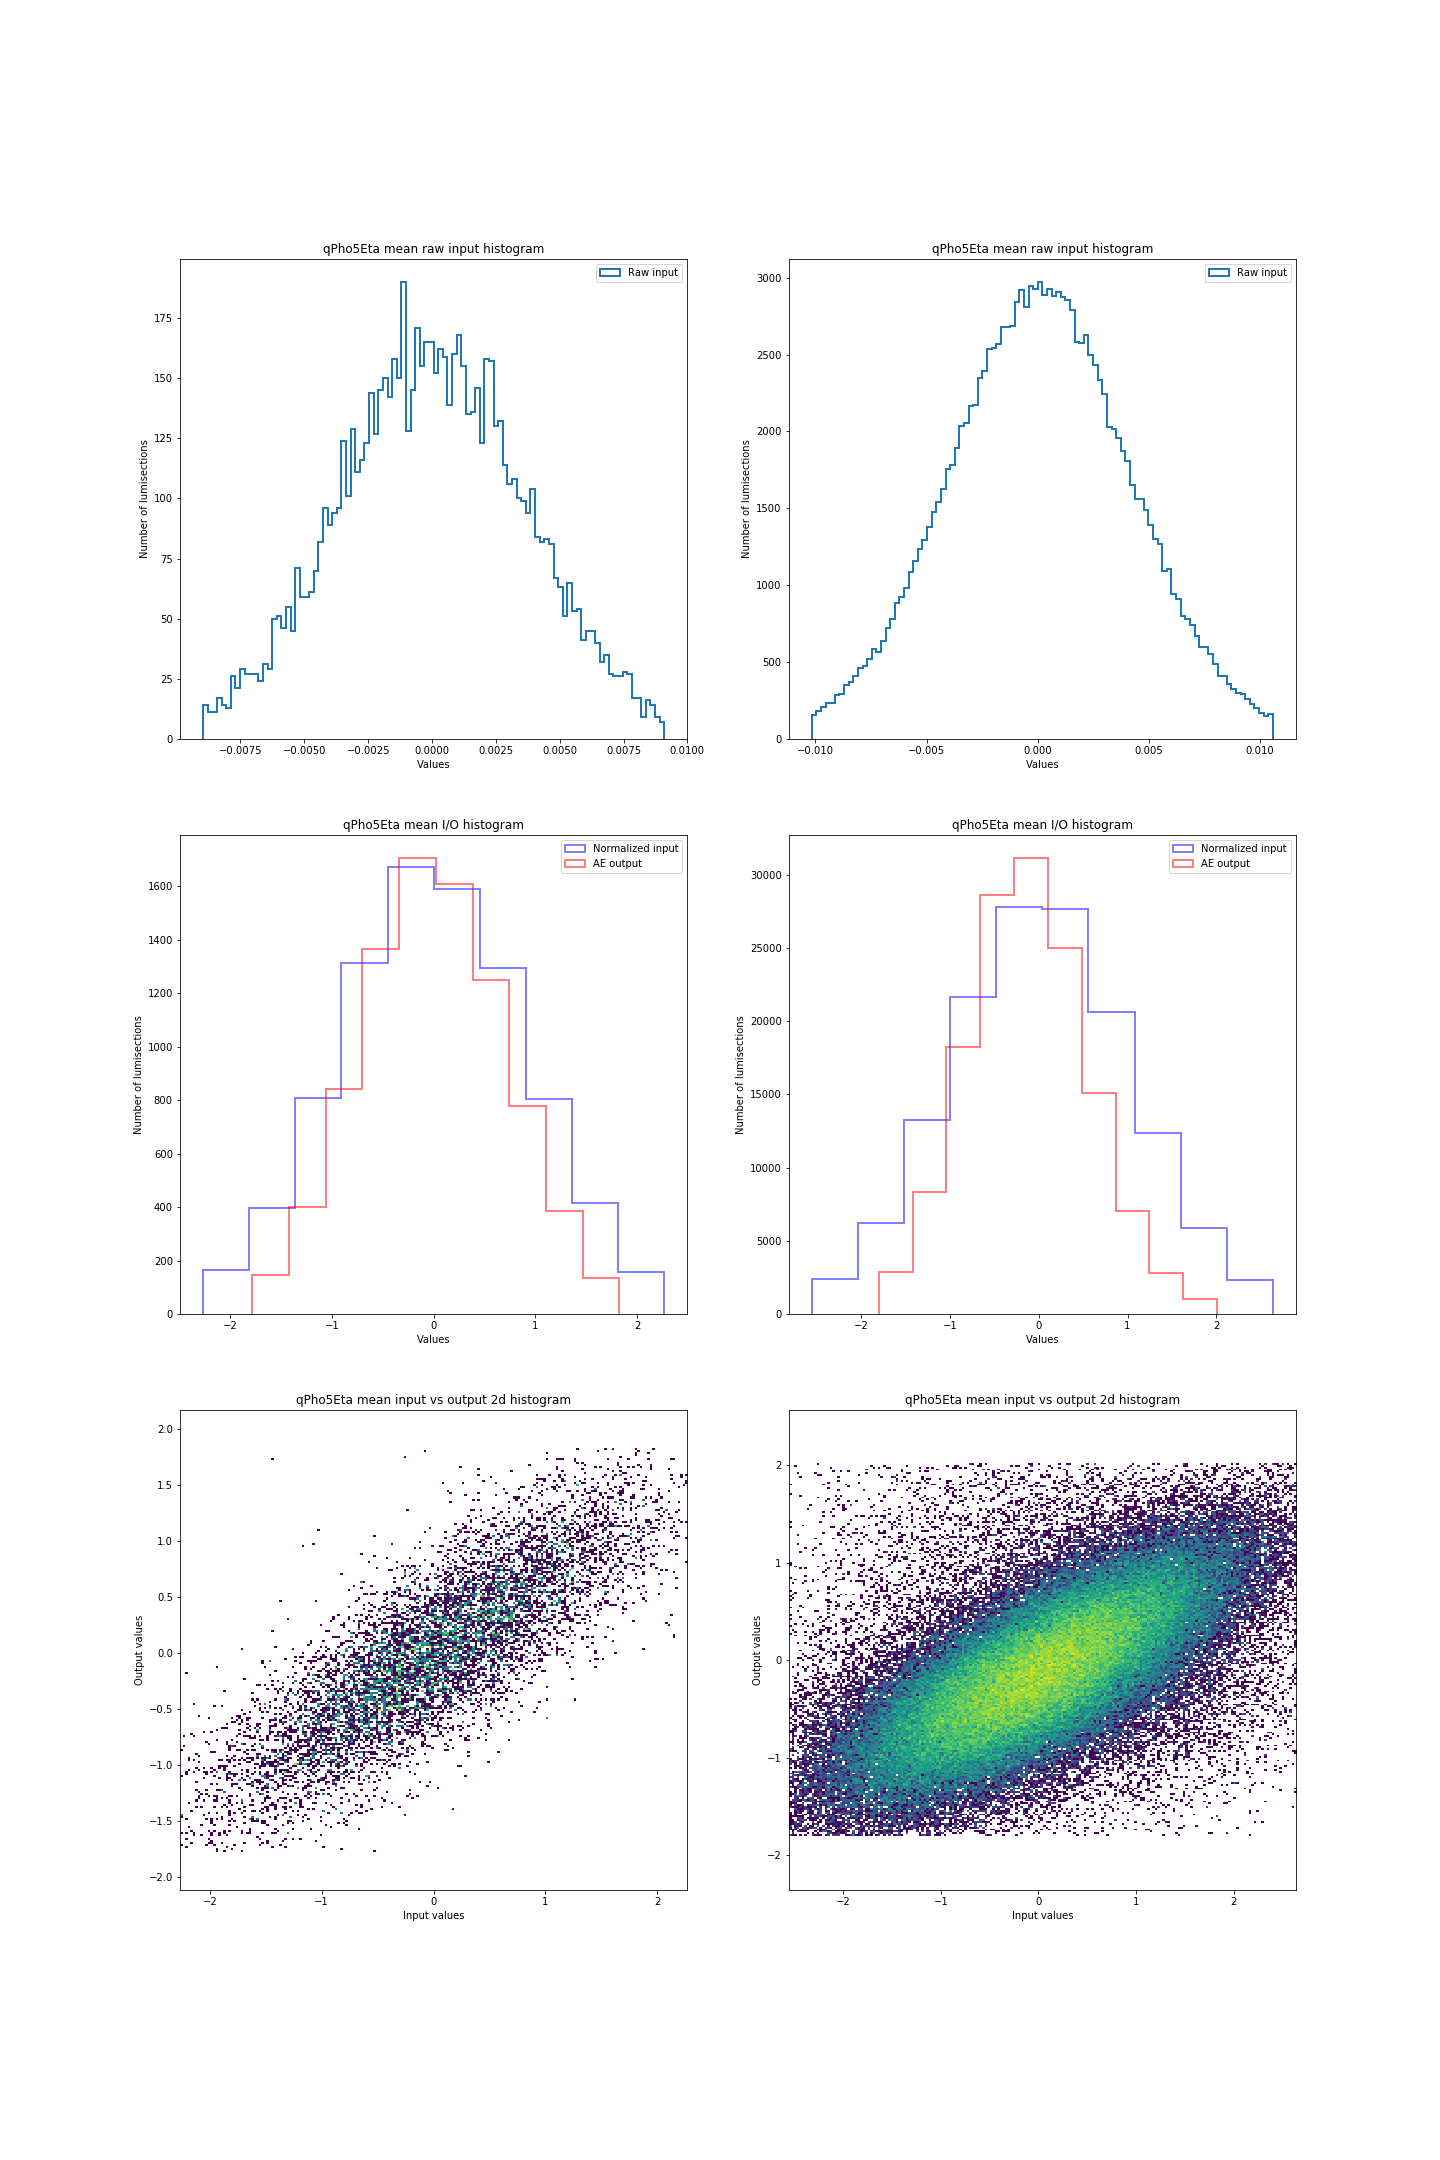 qPho5Eta mean raw input histogram
Raw input
175
150
125
100
75
50
25
0
Number of lumisections
−0.0075 −0.0050 −0.0025 0.0000 0.0025 0.0050 0.0075 0.0100
Values
qPho5Eta mean raw input histogram
Raw input
3000
2500
2000
1500
1000
500
0
Number of lumisections
−0.010 −0.005 0.000 0.005 0.010
Values
qPho5Eta mean I/O histogram
Normalized input
AE output
1600
1400
1200
1000
800
600
400
200
0
Number of lumisections
−2 −1 0 1 2
Values
qPho5Eta mean I/O histogram
Normalized input
AE output
30000
25000
20000
15000
10000
5000
0
Number of lumisections
−2 −1 0 1 2
Values
qPho5Eta mean input vs output 2d histogram
2.0
1.5
1.0
0.5
0.0
−0.5
−1.0
−1.5
−2.0
Output values
−2 −1 0 1 2
Input values
qPho5Eta mean input vs output 2d histogram
2
1
0
−1
−2
Output values
−2 −1 0 1 2
Input values